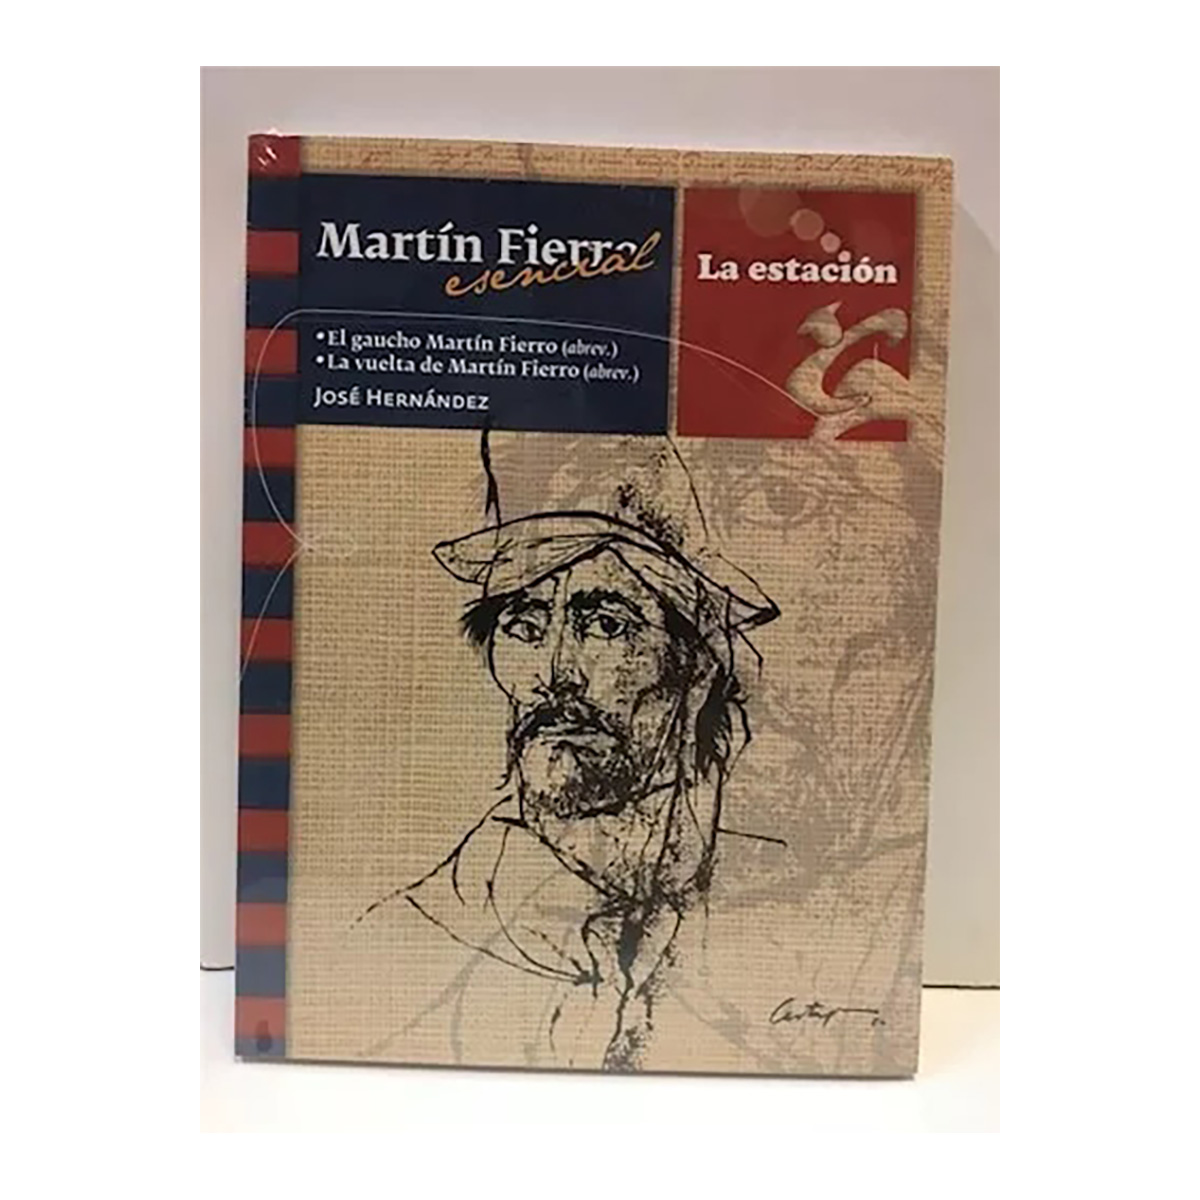 Martín Fierro
esencial
La estación
• El gaucho Martín Fierro (abrev.)
• La vuelta de Martín Fierro (abrev.)
JOSÉ HERNÁNDEZ